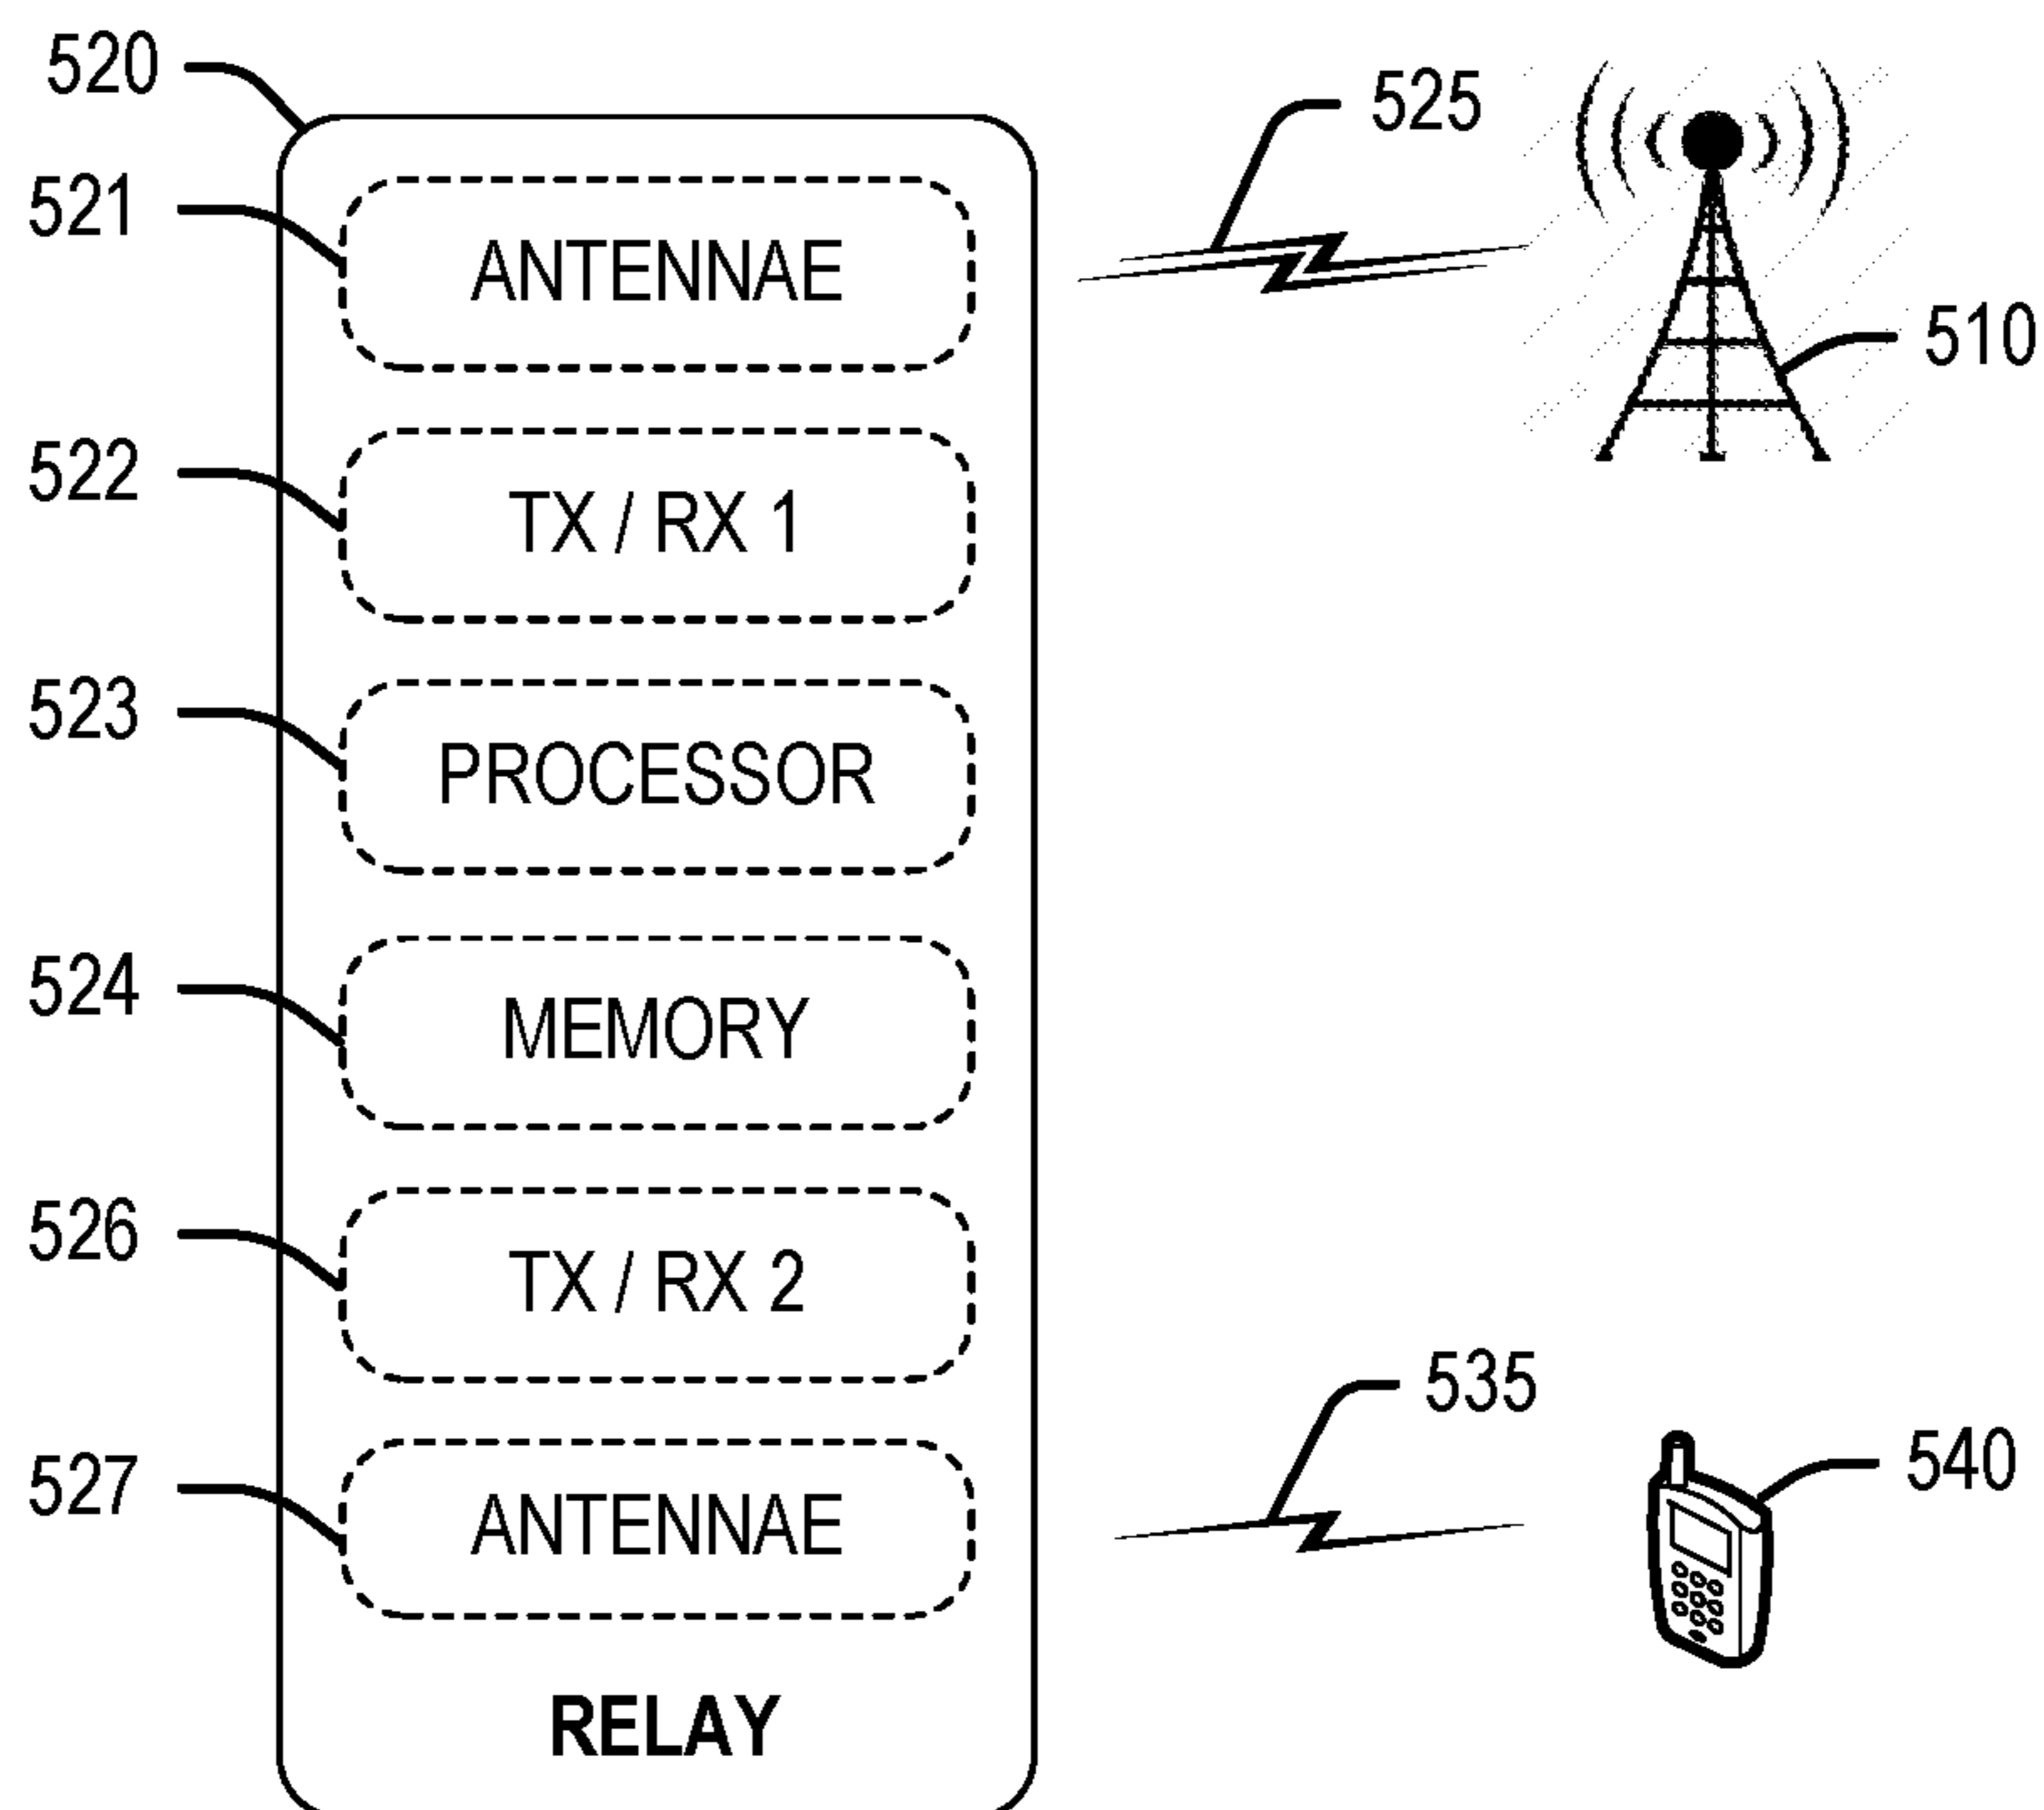 520
525
521
ANTENNAE
510
522
TX / RX 1
523
PROCESSOR
524
MEMORY
526
TX / RX 2
535
527
ANTENNAE
540
RELAY